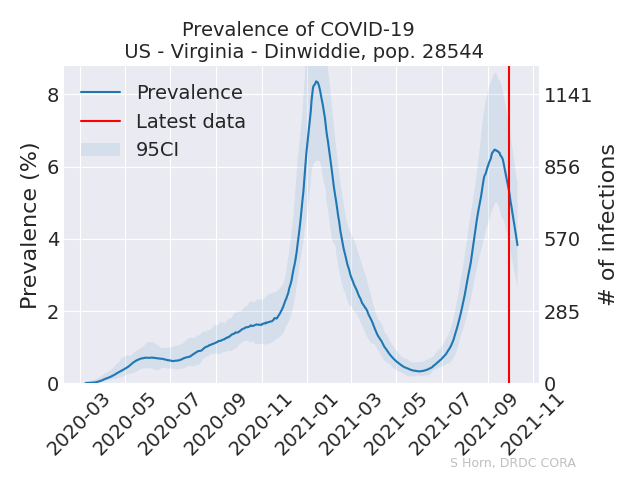 Prevalence of COVID-19
US - Virginia - Dinwiddie, pop. 28544
Prevalence
Latest data
95CI
Prevalence (%)
8
6
4
2
0
1141
856
570
285
0
# of infections
2020-03
2020-05
2020-07
2020-09
2020-11
2021-01
2021-03
2021-05
2021-07
2021-09
2021-11
S Horn, DRDC CORA